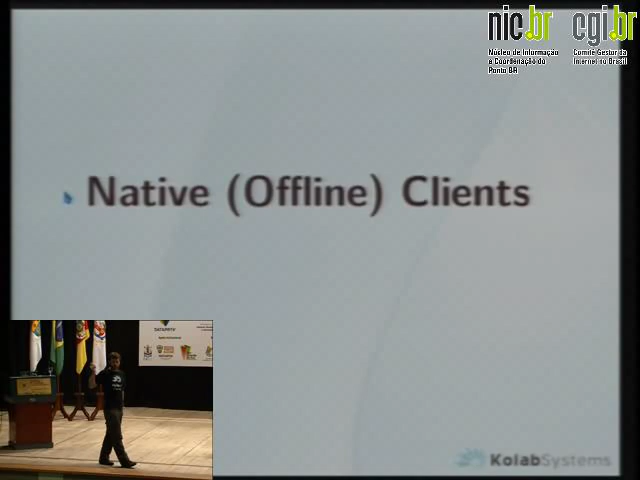 nic.br cgi.br
Núcleo de Informação
e Coordenação do
Ponto BR
Comitê Gestor da
Internet no Brasil
Native (Offline) Clients
KolabSystems